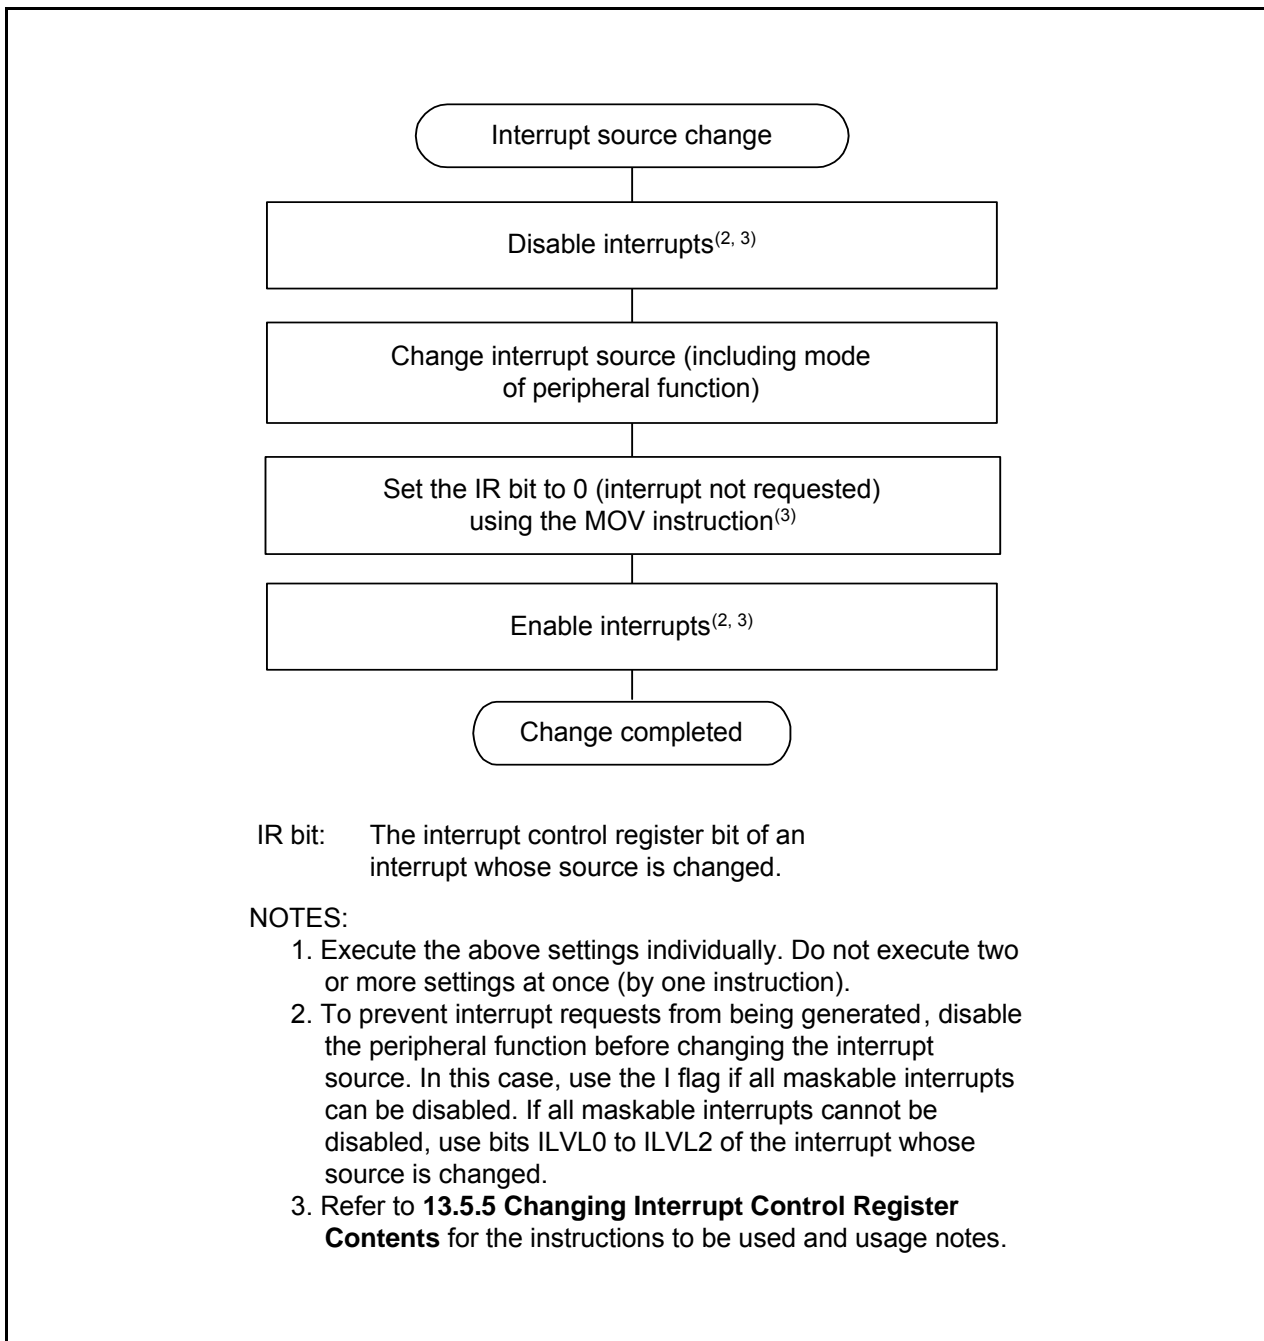 Interrupt source change
Disable interrupts(2, 3)
Change interrupt source (including mode
of peripheral function)
Set the IR bit to 0 (interrupt not requested)
using the MOV instruction(3)
Enable interrupts(2, 3)
Change completed
IR bit: The interrupt control register bit of an
interrupt whose source is changed.
NOTES:
1. Execute the above settings individually. Do not execute two
or more settings at once (by one instruction).
2. To prevent interrupt requests from being generated, disable
the peripheral function before changing the interrupt
source. In this case, use the I flag if all maskable interrupts
can be disabled. If all maskable interrupts cannot be
disabled, use bits ILVL0 to ILVL2 of the interrupt whose
source is changed.
3. Refer to 13.5.5 Changing Interrupt Control Register
Contents for the instructions to be used and usage notes.